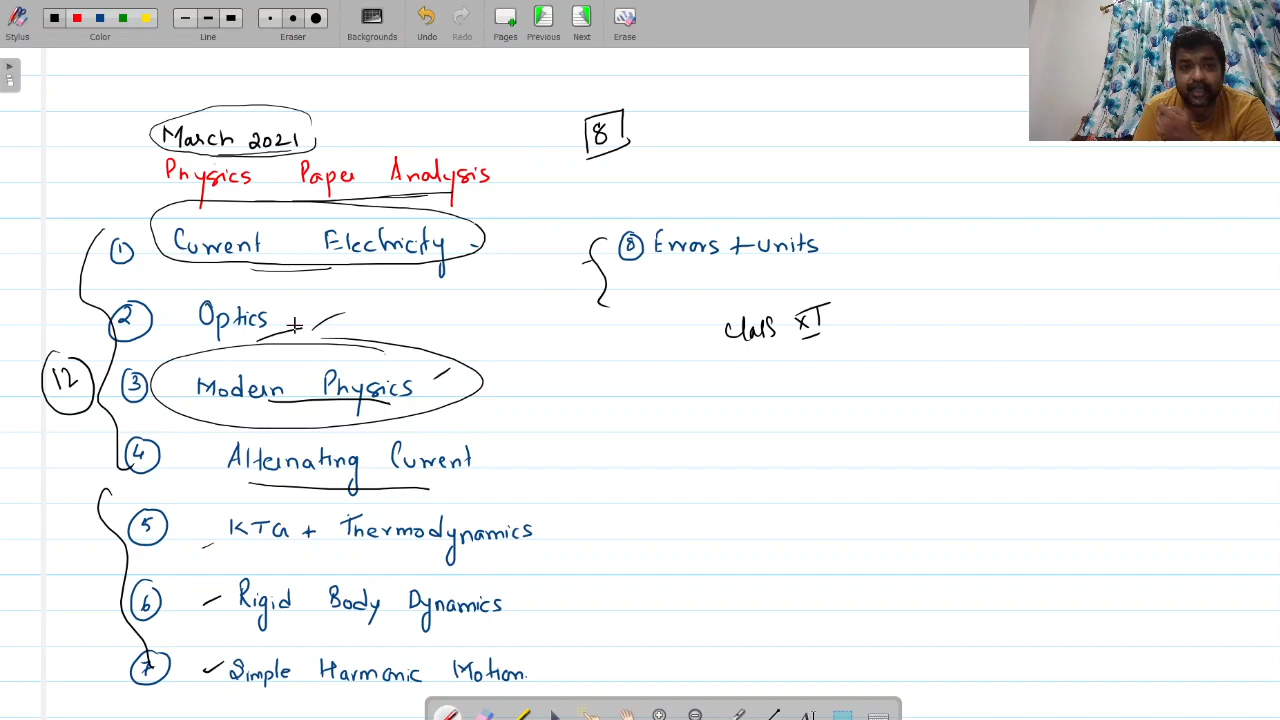 Stylus
Color
Line
Eraser
Backgrounds
Undo
Redo
Pages
Previous
Next
Erase
March 2021
8
Physics Paper Analysis
① Current Electricity
② Optics
12
③ Modern Physics
④ Alternating Current
⑤ KTG + Thermodynamics
⑥ Rigid Body Dynamics
⑦ Simple Harmonic Motion.
⑧ Errors + units
class XI